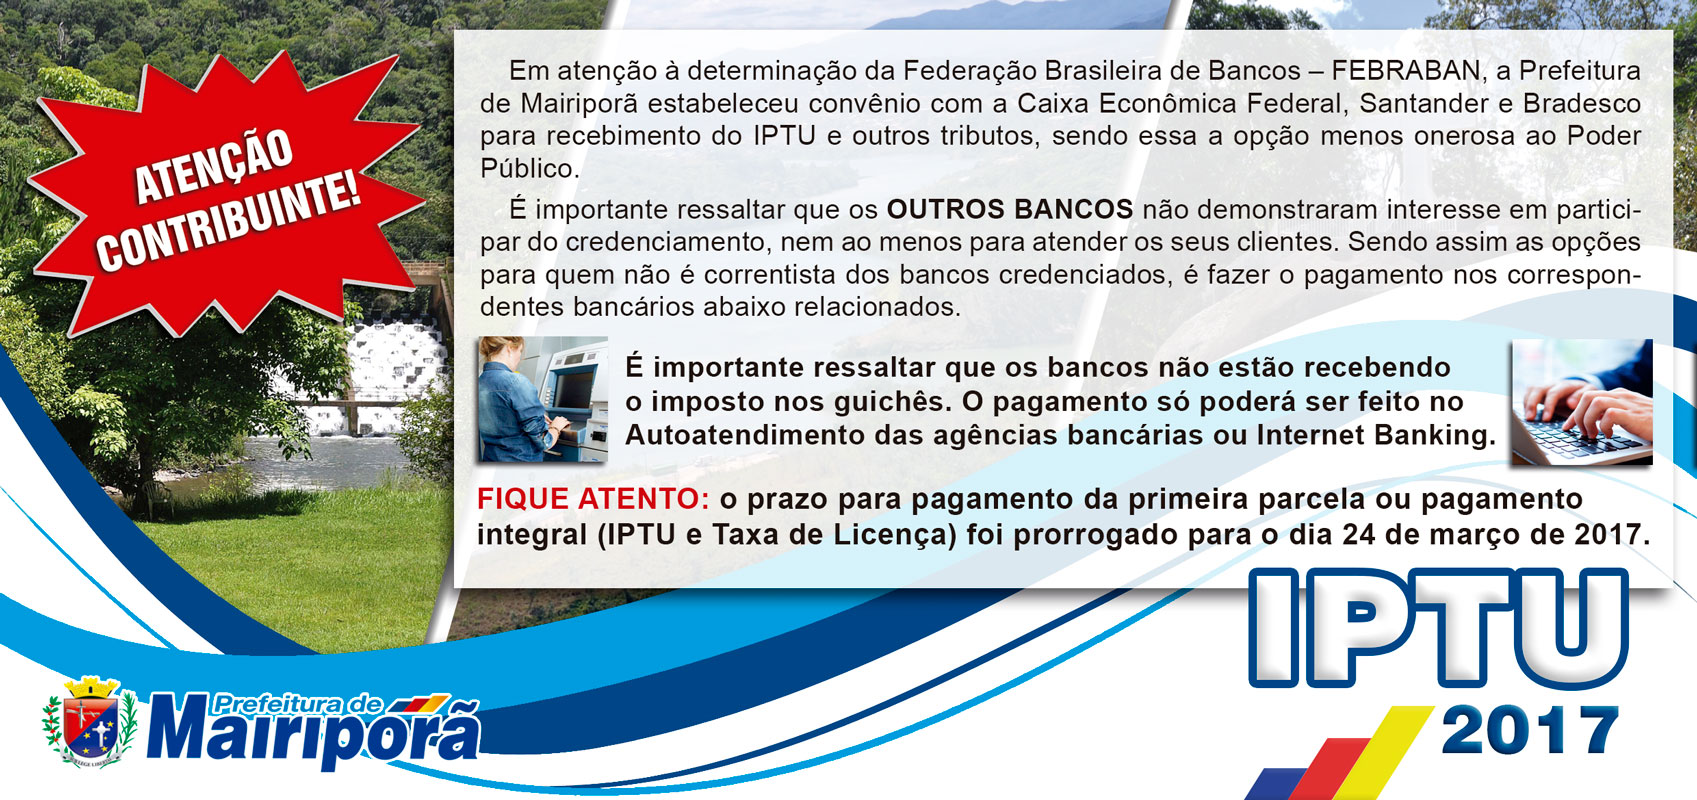 ATENÇÃO
CONTRIBUINTE!
Em atenção à determinação da Federação Brasileira de Bancos – FEBRABAN, a Prefeitura
de Mairiporã estabeleceu convênio com a Caixa Econômica Federal, Santander e Bradesco
para recebimento do IPTU e outros tributos, sendo essa a opção menos onerosa ao Poder
Público.
É importante ressaltar que os OUTROS BANCOS não demonstraram interesse em partici-
par do credenciamento, nem ao menos para atender os seus clientes. Sendo assim as opções
para quem não é correntista dos bancos credenciados, é fazer o pagamento nos correspon-
dentes bancários abaixo relacionados.
É importante ressaltar que os bancos não estão recebendo
o imposto nos guichês. O pagamento só poderá ser feito no
Autoatendimento das agências bancárias ou Internet Banking.
FIQUE ATENTO: o prazo para pagamento da primeira parcela ou pagamento
integral (IPTU e Taxa de Licença) foi prorrogado para o dia 24 de março de 2017.
IPTU
2017
Prefeitura de
Mairiporã